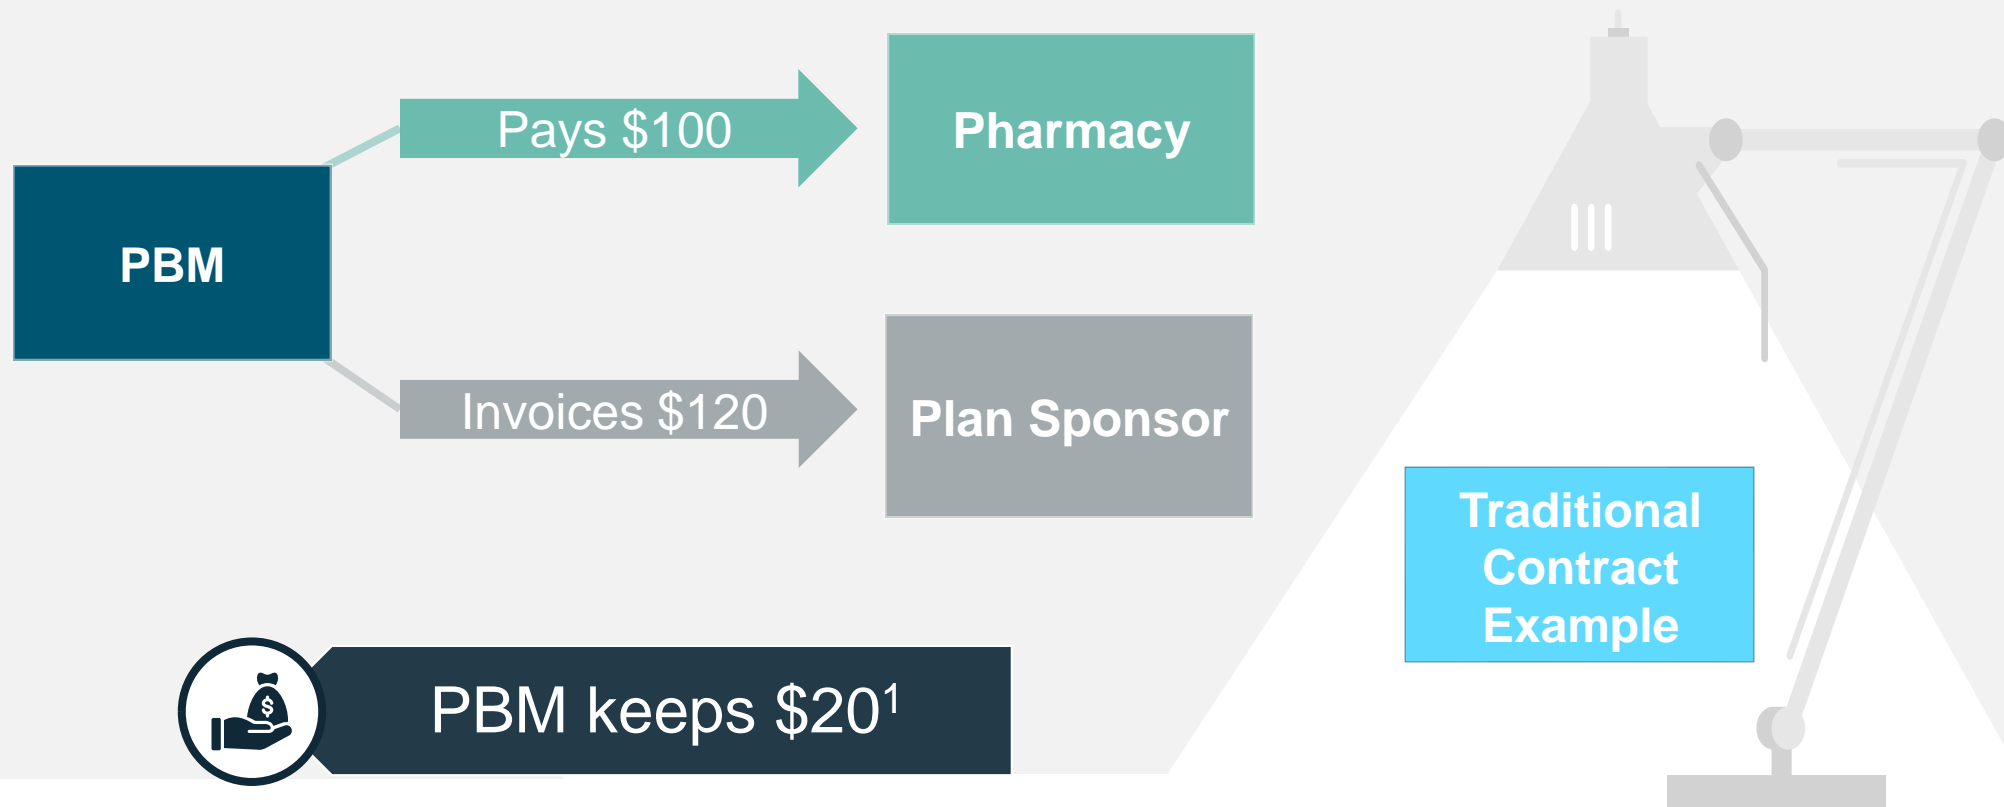 Pays $100
Pharmacy
PBM
Invoices $120
Plan Sponsor
Traditional
Contract
Example
$
PBM keeps $20¹